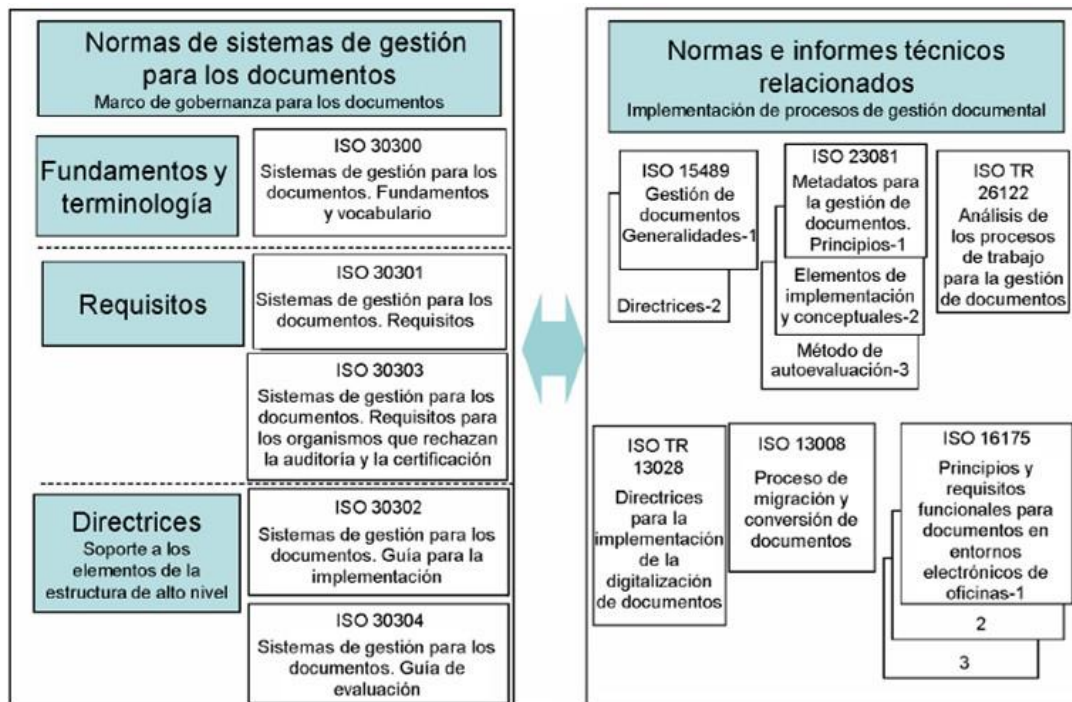 Normas de sistemas de gestión
para los documentos
Marco de gobernanza para los documentos
Fundamentos y
terminología
ISO 30300
Sistemas de gestión para los
documentos. Fundamentos
y vocabulario
Requisitos
ISO 30301
Sistemas de gestión para los
documentos. Requisitos
ISO 30303
Sistemas de gestión para los
documentos. Requisitos para
los organismos que rechazan
la auditoría y la certificación
Directrices
Soporte a los
elementos de la
estructura de alto nivel
ISO 30302
Sistemas de gestión para los
documentos. Guía para la
implementación
ISO 30304
Sistemas de gestión para los
documentos. Guía de
evaluación
Normas e informes técnicos
relacionados
Implementación de procesos de gestión documental
ISO 15489
Gestión de
documentos
Generalidades-1
Directrices-2
ISO 23081
Metadatos para
la gestión de
documentos.
Principios-1
Elementos de
implementación
y conceptuales-2
Método de
autoevaluación-3
ISO TR
26122
Análisis de
los procesos
de trabajo
para la gestión
de documentos
ISO TR
13028
Directrices
para la
implementación
de la
digitalización
de documentos
ISO 13008
Proceso de
migración y
conversión de
documentos
ISO 16175
Principios y
requisitos
funcionales para
documentos en
entornos
electrónicos de
oficinas-1
2
3